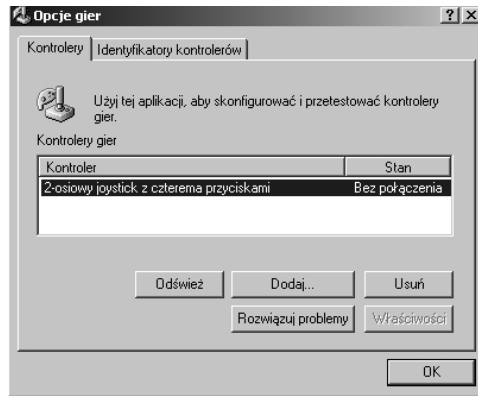 Opcje gier
Kontrolery Identyfikatory kontrolerów
Użyj tej aplikacji, aby skonfigurować i przetestować kontrolery
gier.
Kontrolery gier
Kontroler Stan
2-osiowy joystick z czterema przyciskami Bez połączenia
Odśwież Dodaj... Usuń
Rozwiązuj problemy Właściwości
OK